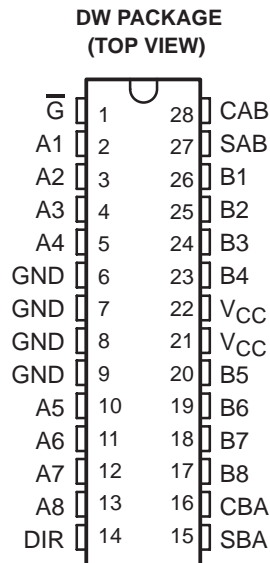 DW PACKAGE
(TOP VIEW)
G̅ 1 28 CAB
A1 2 27 SAB
A2 3 26 B1
A3 4 25 B2
A4 5 24 B3
GND 6 23 B4
GND 7 22 VCC
GND 8 21 VCC
GND 9 20 B5
A5 10 19 B6
A6 11 18 B7
A7 12 17 B8
A8 13 16 CBA
DIR 14 15 SBA